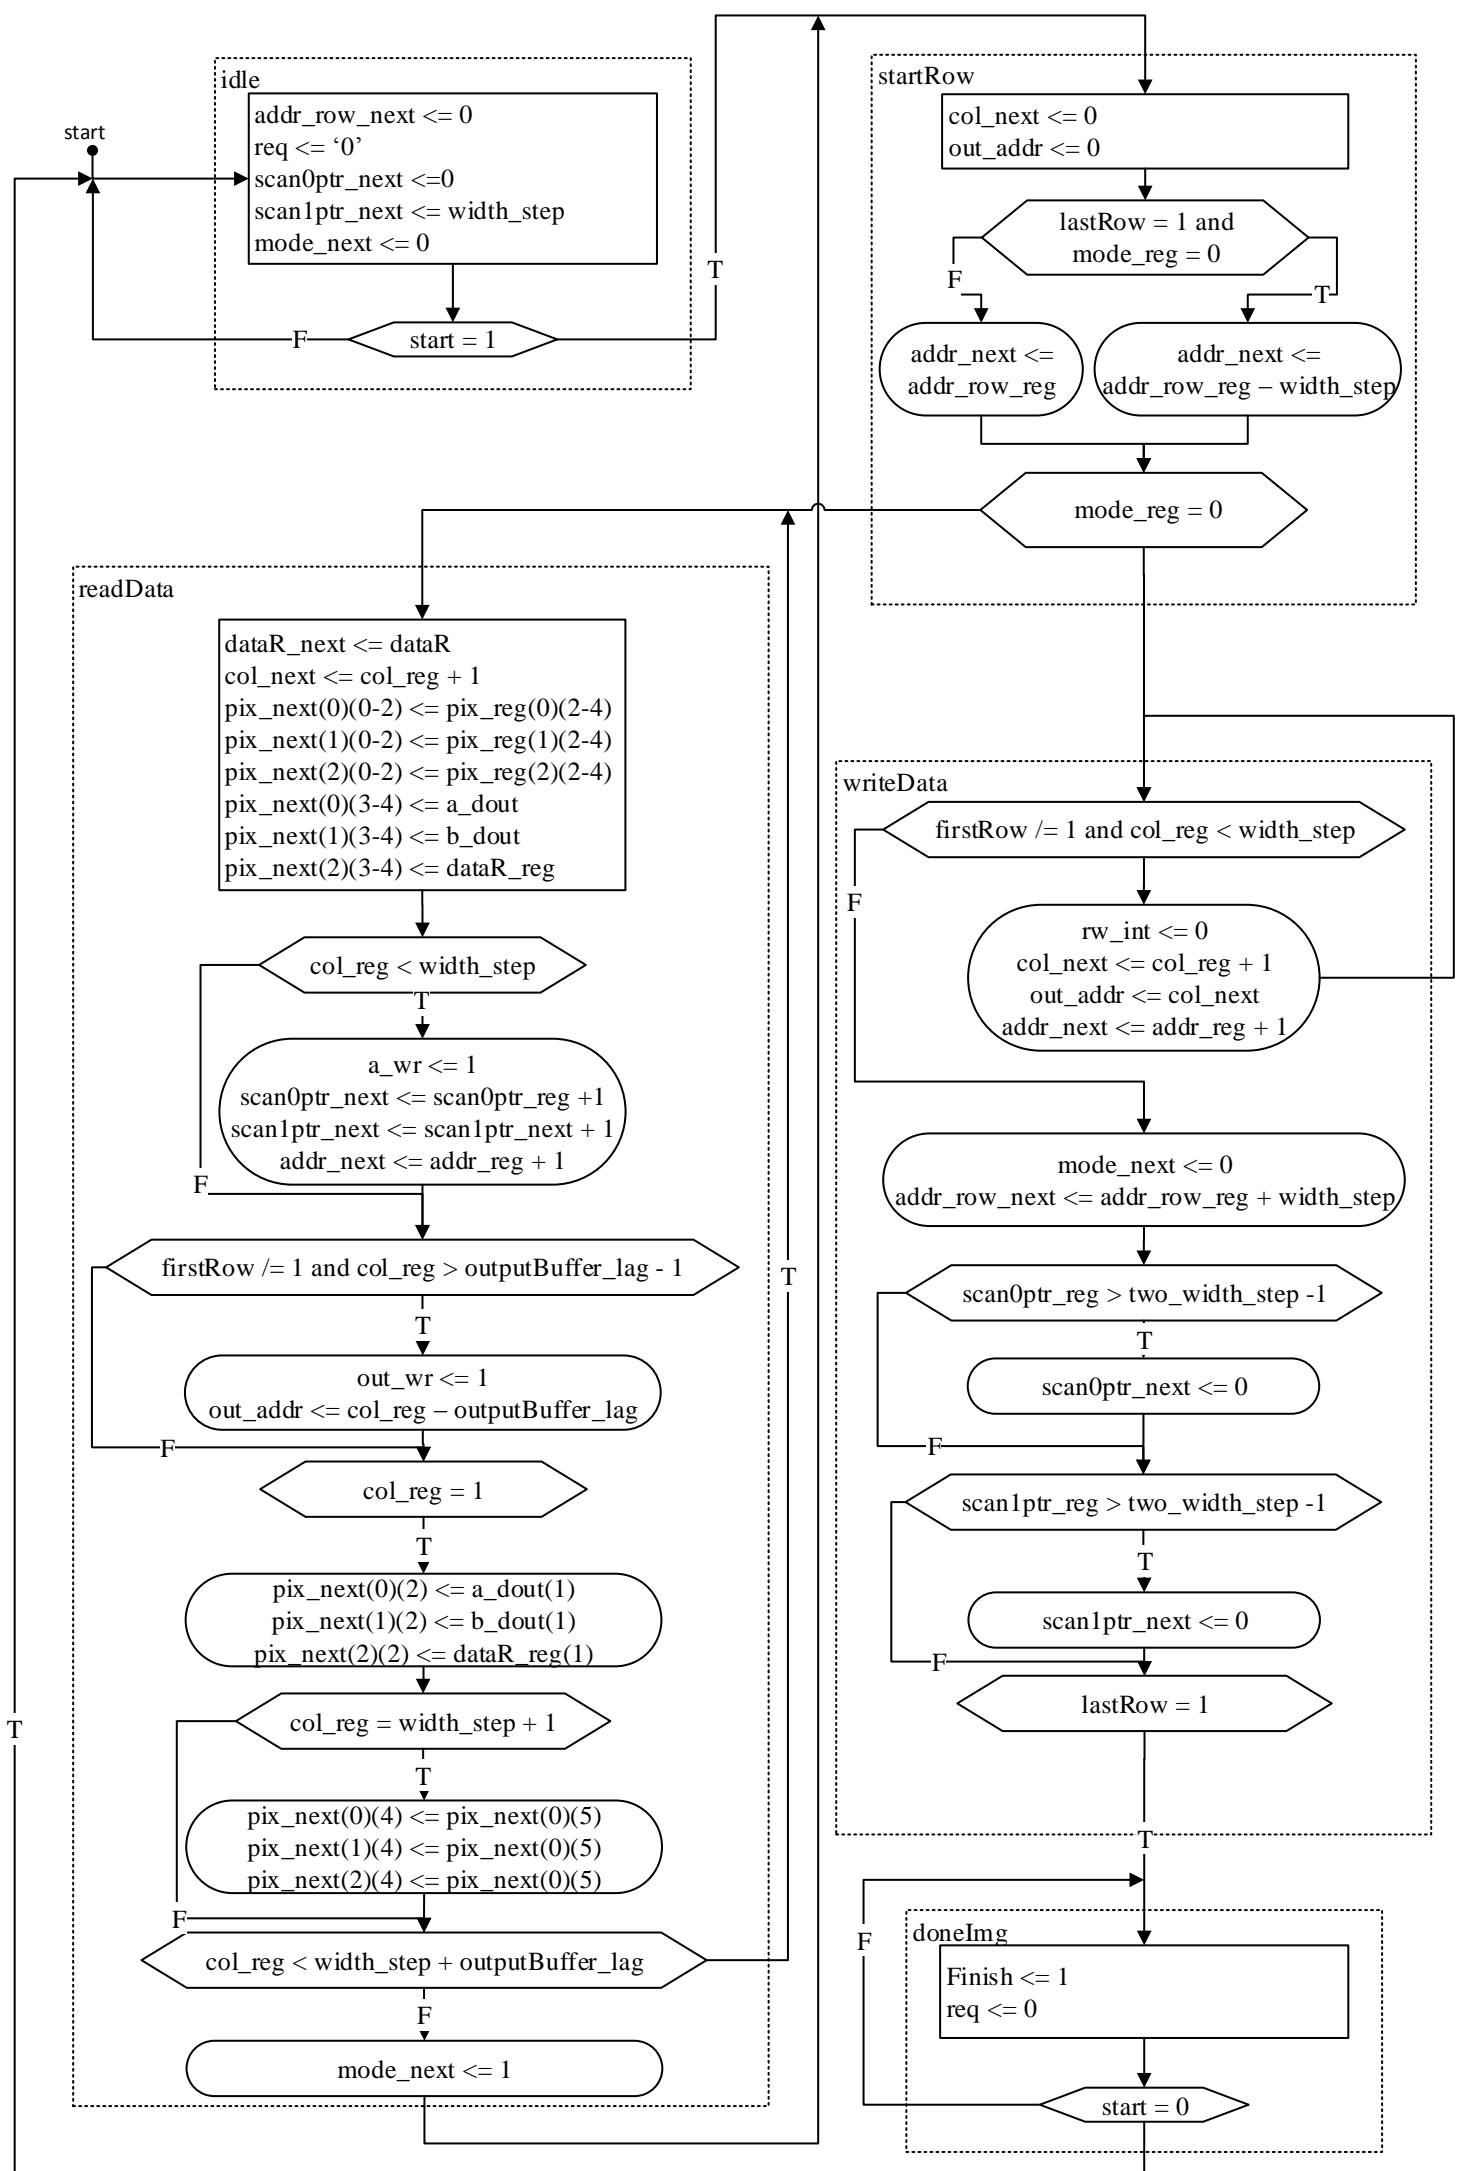 start
idle
addr_row_next <= 0
req <= ‘0’
scan0ptr_next <=0
scan1ptr_next <= width_step
mode_next <= 0
start = 1
F
T
startRow
col_next <= 0
out_addr <= 0
lastRow = 1 and
mode_reg = 0
F
T
addr_next <=
addr_row_reg
addr_next <=
addr_row_reg – width_step
mode_reg = 0
readData
dataR_next <= dataR
col_next <= col_reg + 1
pix_next(0)(0-2) <= pix_reg(0)(2-4)
pix_next(1)(0-2) <= pix_reg(1)(2-4)
pix_next(2)(0-2) <= pix_reg(2)(2-4)
pix_next(0)(3-4) <= a_dout
pix_next(1)(3-4) <= b_dout
pix_next(2)(3-4) <= dataR_reg
col_reg < width_step
T
a_wr <= 1
scan0ptr_next <= scan0ptr_reg +1
scan1ptr_next <= scan1ptr_next + 1
addr_next <= addr_reg + 1
F
firstRow /= 1 and col_reg > outputBuffer_lag - 1
T
T
out_wr <= 1
out_addr <= col_reg – outputBuffer_lag
F
col_reg = 1
T
pix_next(0)(2) <= a_dout(1)
pix_next(1)(2) <= b_dout(1)
pix_next(2)(2) <= dataR_reg(1)
col_reg = width_step + 1
T
T
pix_next(0)(4) <= pix_next(0)(5)
pix_next(1)(4) <= pix_next(0)(5)
pix_next(2)(4) <= pix_next(0)(5)
F
col_reg < width_step + outputBuffer_lag
F
mode_next <= 1
writeData
firstRow /= 1 and col_reg < width_step
F
rw_int <= 0
col_next <= col_reg + 1
out_addr <= col_next
addr_next <= addr_reg + 1
mode_next <= 0
addr_row_next <= addr_row_reg + width_step
scan0ptr_reg > two_width_step -1
T
scan0ptr_next <= 0
F
scan1ptr_reg > two_width_step -1
T
scan1ptr_next <= 0
F
lastRow = 1
T
doneImg
F
Finish <= 1
req <= 0
start = 0